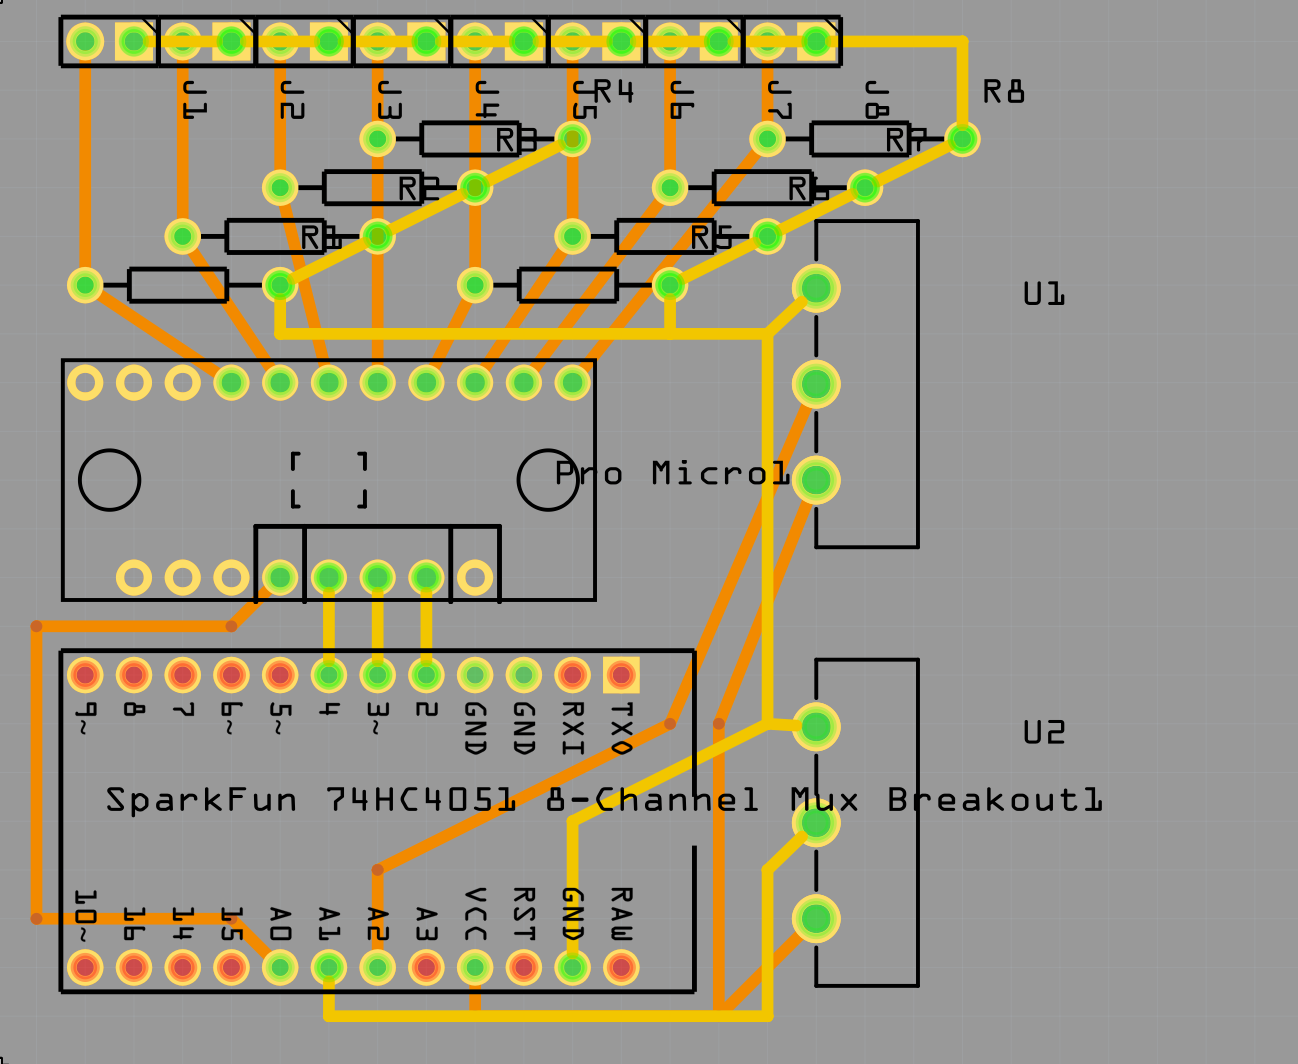 J1 J2 J3 J4 J5 R4 J6 J7 J8 R8
R3 R7
R2 R6
R1 R5
U1
Pro Micro1
9~ 8 7 6~ 5~ 4 3~ 2 GND GND RXI TXO
U2
SparkFun 74HC4051 8-Channel Mux Breakout1
10~ 16 14 15 A0 A1 A2 A3 VCC RST GND RAW